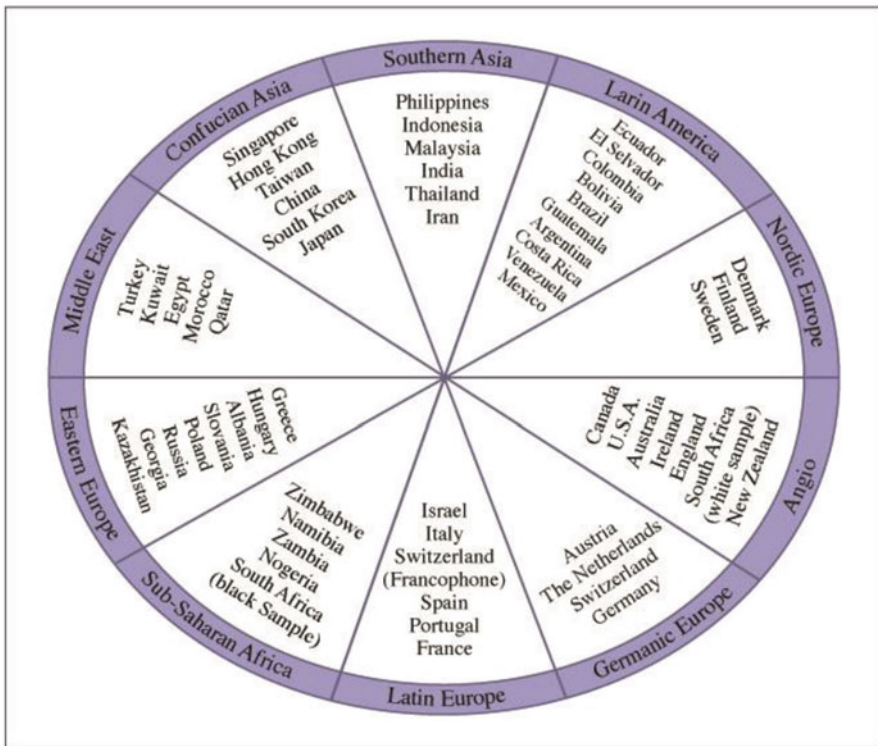 Southern Asia
Philippines
Indonesia
Malaysia
India
Thailand
Iran
Larin America
Ecuador
El Selvador
Colombia
Bolivia
Brazil
Guatemala
Argentina
Costa Rica
Venezuela
Mexico
Nordic Europe
Denmark
Finland
Sweden
Angio
Canada
U.S.A.
Australia
Ireland
England
South Africa
(white sample)
New Zealand
Germanic Europe
Austria
The Netherlands
Switzerland
Germany
Latin Europe
Israel
Italy
Switzerland
(Francophone)
Spain
Portugal
France
Sub-Saharan Africa
Zimbabwe
Namibia
Zambia
Nogeria
South Africa
(black Sample)
Eastern Europe
Greece
Hungary
Albania
Slovania
Poland
Russia
Georgia
Kazakhistan
Middle East
Turkey
Kuwait
Egypt
Morocco
Qatar
Confucian Asia
Singapore
Hong Kong
Taiwan
China
South Korea
Japan